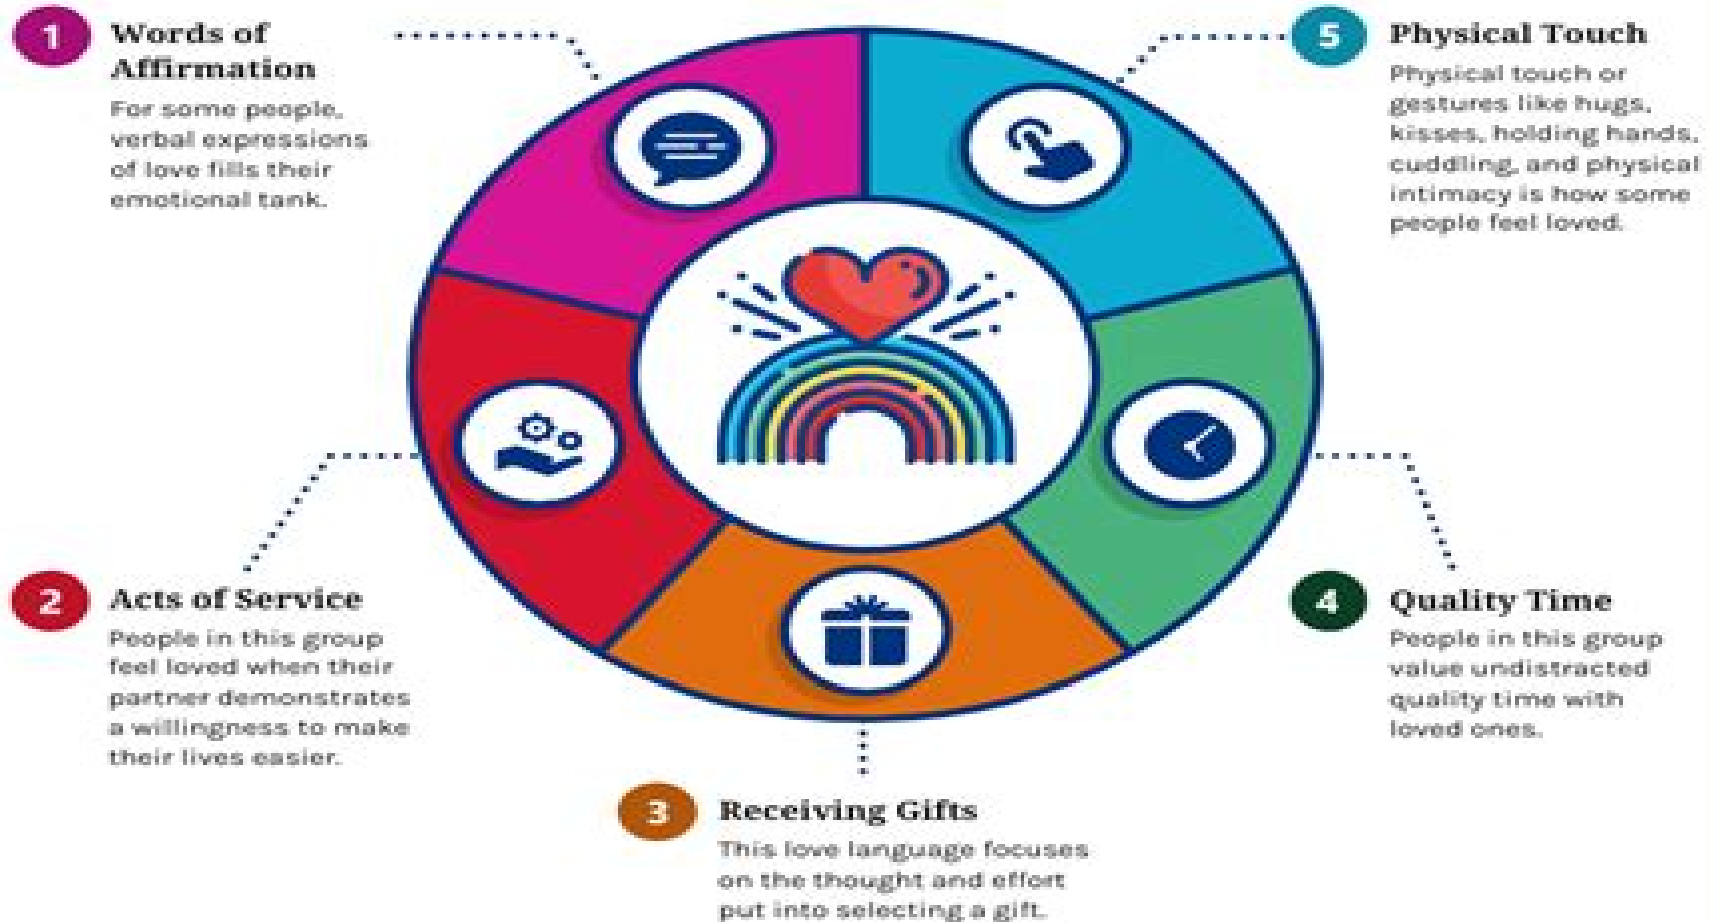 1
Words of
Affirmation
For some people,
verbal expressions
of love fills their
emotional tank.
2
Acts of Service
People in this group
feel loved when their
partner demonstrates
a willingness to make
their lives easier.
3
Receiving Gifts
This love language focuses
on the thought and effort
put into selecting a gift.
4
Quality Time
People in this group
value undistracted
quality time with
loved ones.
5
Physical Touch
Physical touch or
gestures like hugs,
kisses, holding hands,
cuddling, and physical
intimacy is how some
people feel loved.